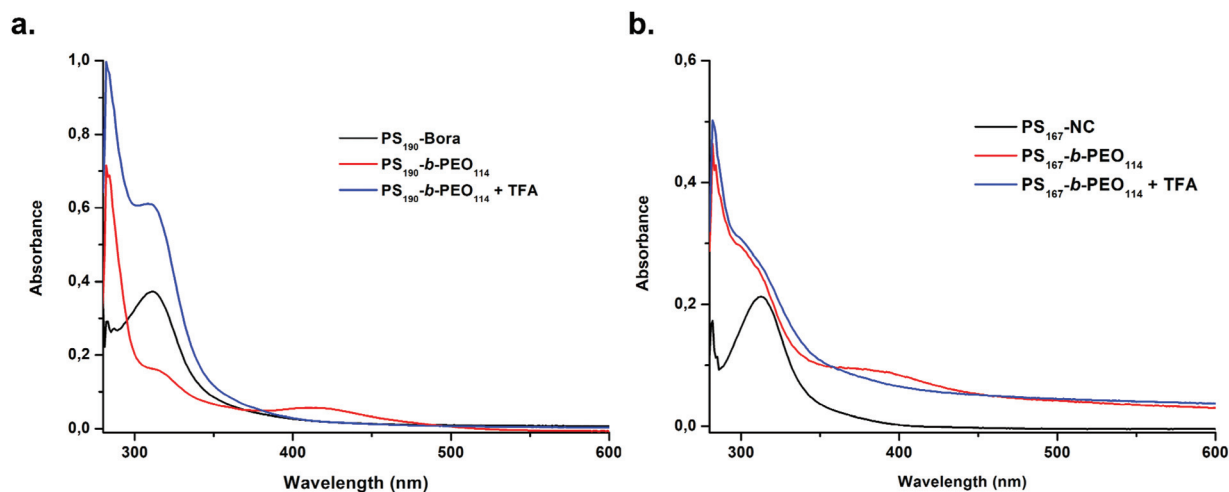 a.
1,0
0,8
0,6
0,4
0,2
0,0
Absorbance
300
400
500
600
Wavelength (nm)
PS₁₉₀-Bora
PS₁₉₀-b-PEO₁₁₄
PS₁₉₀-b-PEO₁₁₄ + TFA
b.
0,6
0,4
0,2
0,0
Absorbance
300
400
500
600
Wavelength (nm)
PS₁₆₇-NC
PS₁₆₇-b-PEO₁₁₄
PS₁₆₇-b-PEO₁₁₄ + TFA